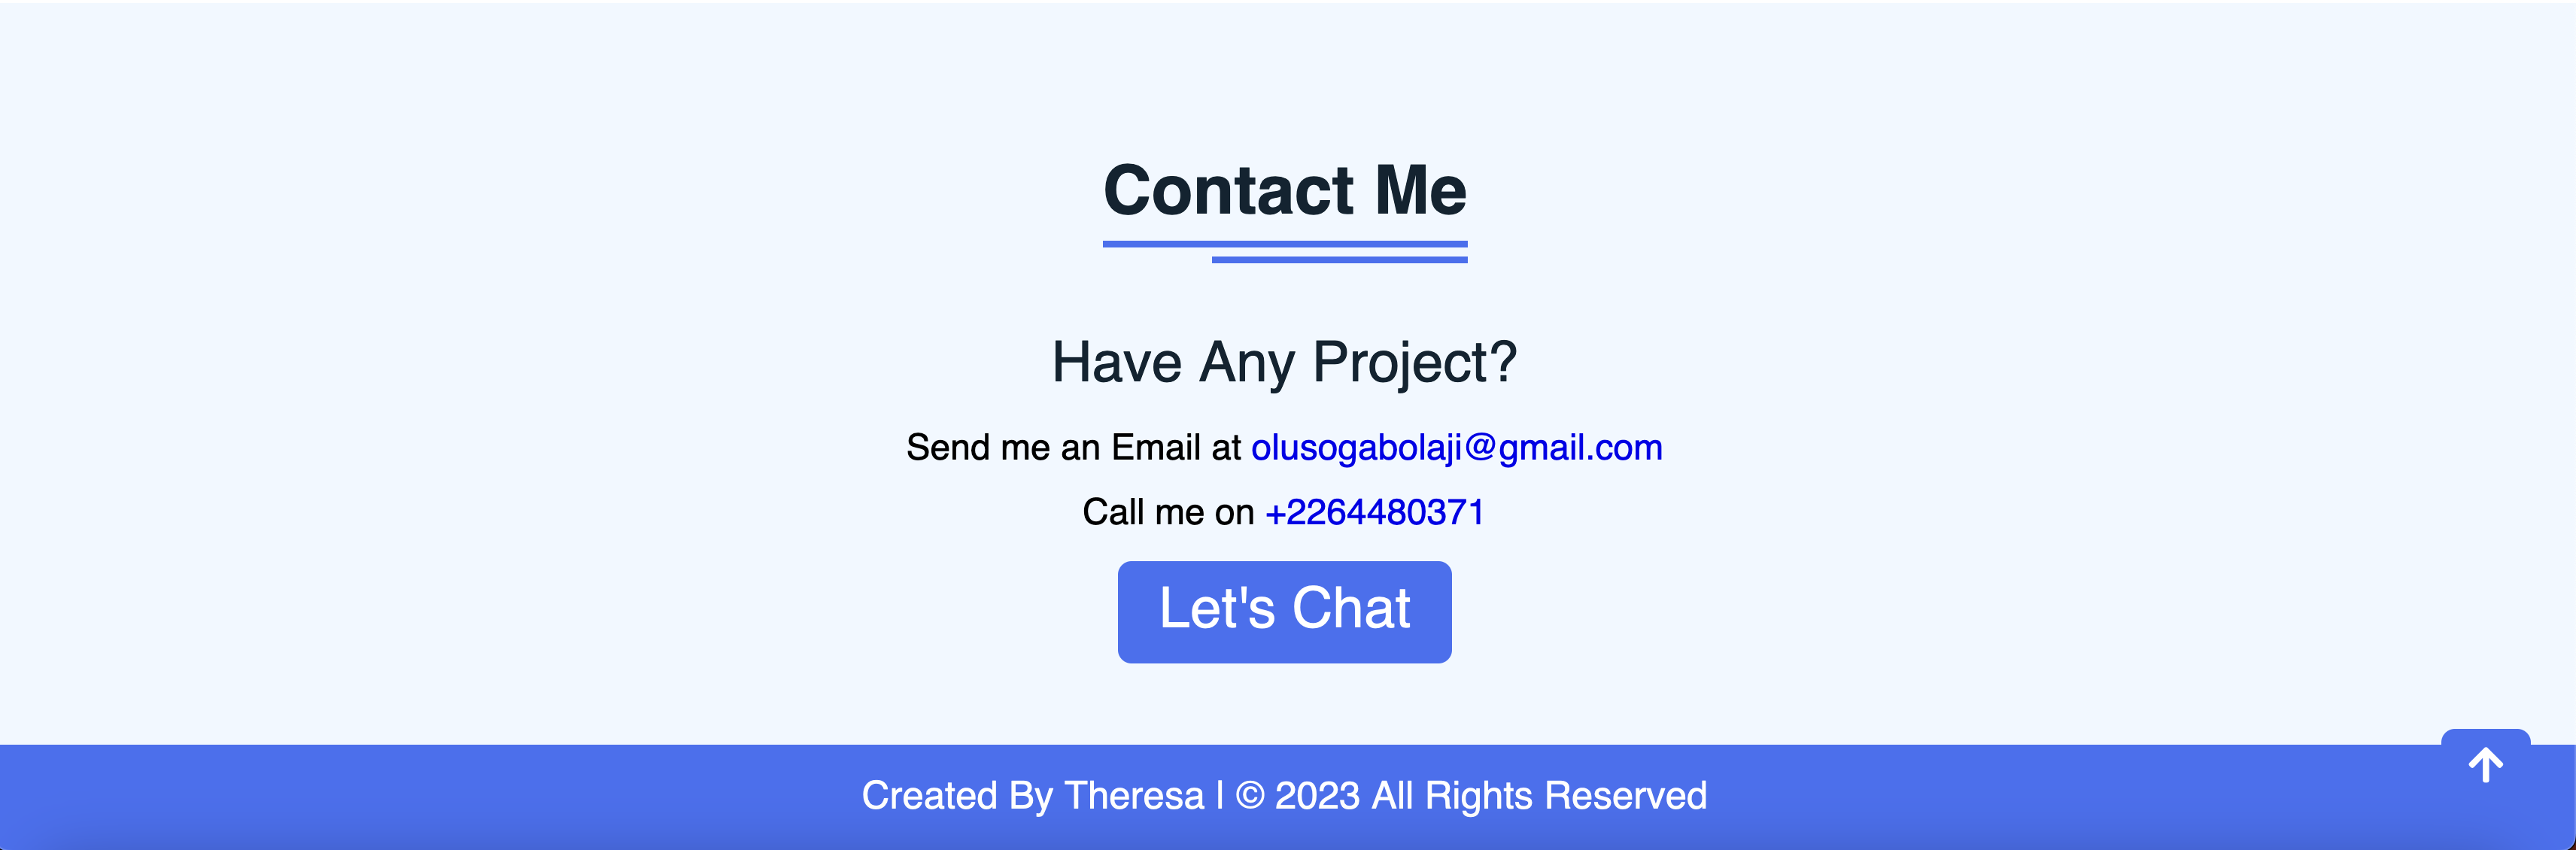 Contact Me
Have Any Project?
Send me an Email at olusogabolaji@gmail.com
Call me on +2264480371
Let's Chat
Created By Theresa | © 2023 All Rights Reserved